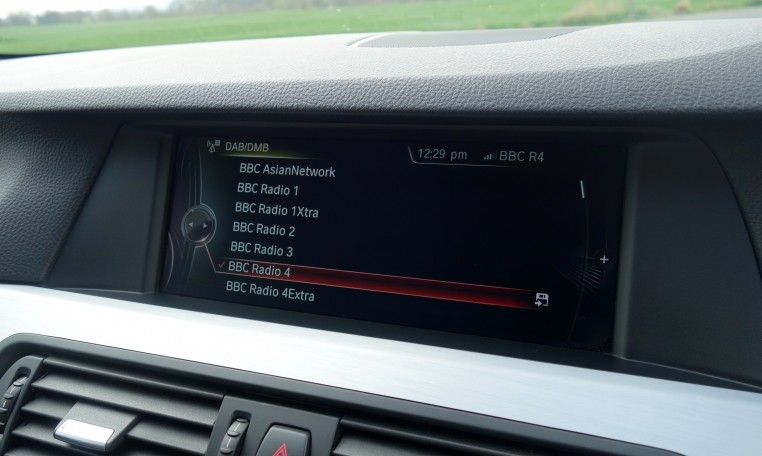 DAB/DMB
12:29 pm BBC R4
BBC AsianNetwork
BBC Radio 1
BBC Radio 1Xtra
BBC Radio 2
BBC Radio 3
BBC Radio 4
BBC Radio 4Extra